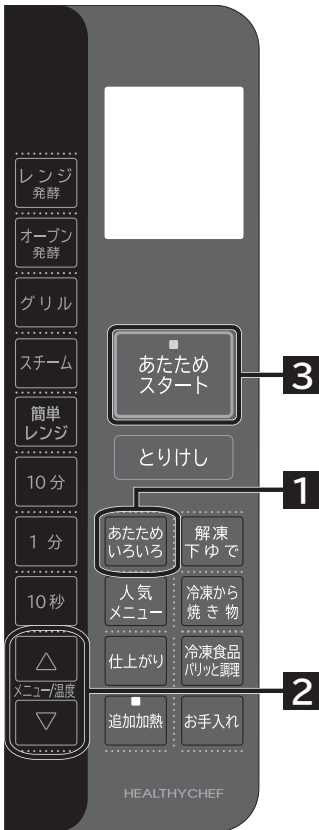 レンジ
発酵
オーブン
発酵
グリル
スチーム
簡単
レンジ
10分
1分
10秒
△
メニュー/温度
▽
あたため
スタート
3
とりけし
1
あたため
いろいろ
解凍
下ゆで
人気
メニュー
冷凍から
焼き物
仕上がり
冷凍食品
パリッと調理
2
追加加熱
お手入れ
HEALTHYCHEF